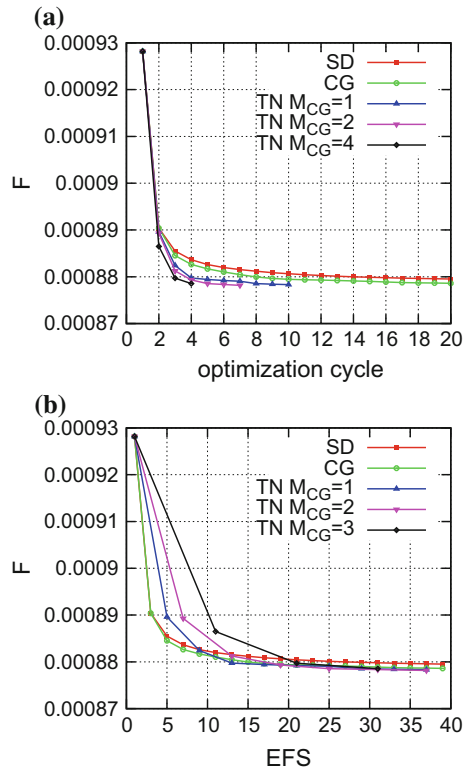 (a)
0.00093
0.00092
0.00091
0.0009
0.00089
0.00088
0.00087
F
SD
CG
TN M_CG=1
TN M_CG=2
TN M_CG=4
0 2 4 6 8 10 12 14 16 18 20
optimization cycle
(b)
0.00093
0.00092
0.00091
0.0009
0.00089
0.00088
0.00087
F
SD
CG
TN M_CG=1
TN M_CG=2
TN M_CG=3
0 5 10 15 20 25 30 35 40
EFS